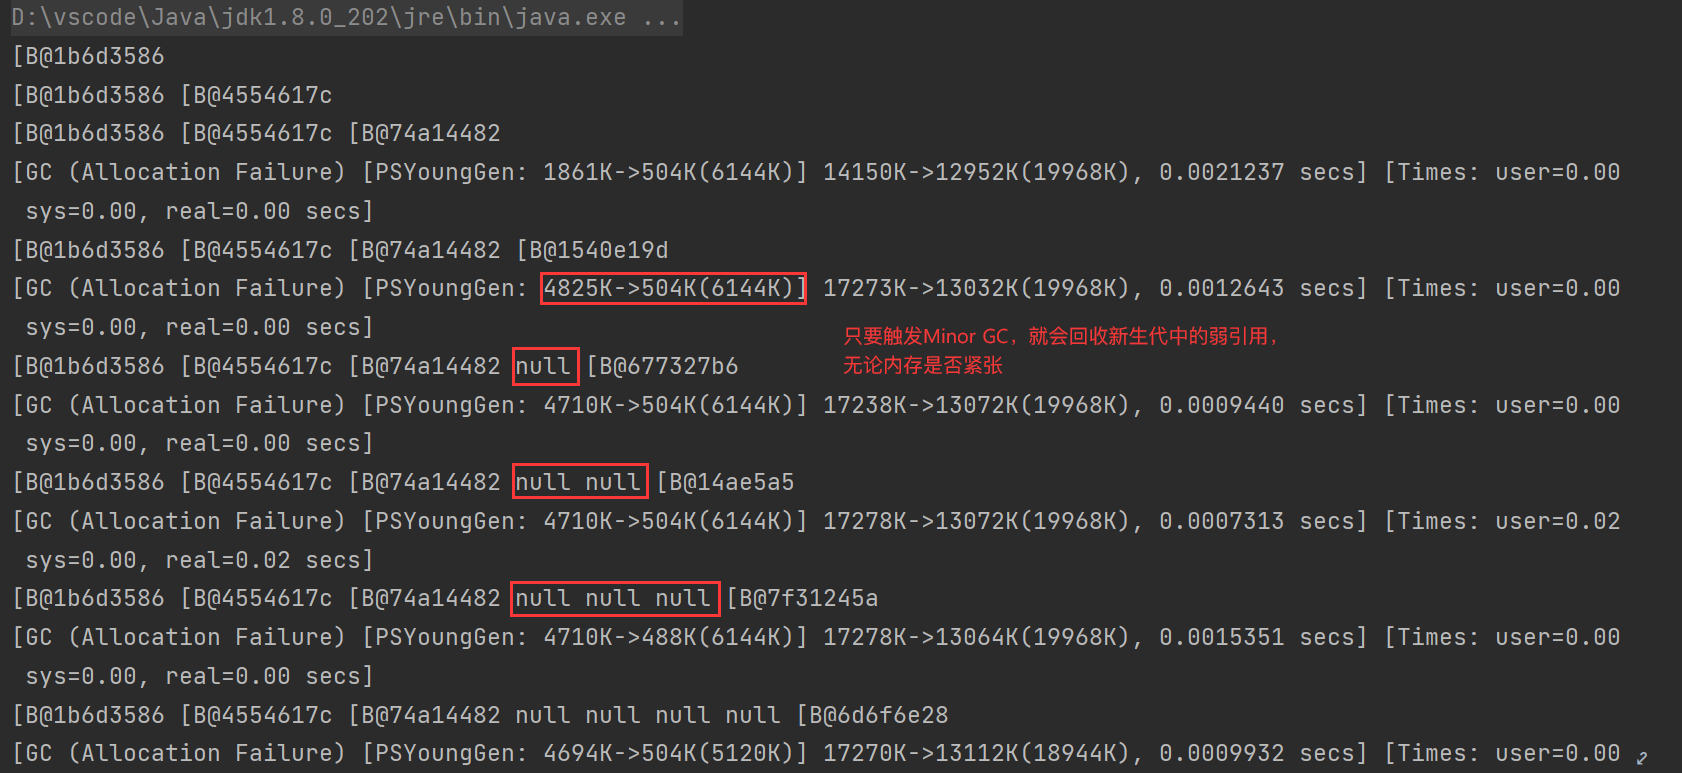 D:\vscode\Java\jdk1.8.0_202\jre\bin\java.exe ...
[B@1b6d3586
[B@1b6d3586 [B@4554617c
[B@1b6d3586 [B@4554617c [B@74a14482
[GC (Allocation Failure) [PSYoungGen: 1861K->504K(6144K)] 14150K->12952K(19968K), 0.0021237 secs] [Times: user=0.00
sys=0.00, real=0.00 secs]
[B@1b6d3586 [B@4554617c [B@74a14482 [B@1540e19d
[GC (Allocation Failure) [PSYoungGen: 4825K->504K(6144K)] 17273K->13032K(19968K), 0.0012643 secs] [Times: user=0.00
sys=0.00, real=0.00 secs]
只要触发Minor GC，就会回收新生代中的弱引用，
无论内存是否紧张
[B@1b6d3586 [B@4554617c [B@74a14482 null [B@677327b6
[GC (Allocation Failure) [PSYoungGen: 4710K->504K(6144K)] 17238K->13072K(19968K), 0.0009440 secs] [Times: user=0.00
sys=0.00, real=0.00 secs]
[B@1b6d3586 [B@4554617c [B@74a14482 null null [B@14ae5a5
[GC (Allocation Failure) [PSYoungGen: 4710K->504K(6144K)] 17278K->13072K(19968K), 0.0007313 secs] [Times: user=0.02
sys=0.00, real=0.02 secs]
[B@1b6d3586 [B@4554617c [B@74a14482 null null null [B@7f31245a
[GC (Allocation Failure) [PSYoungGen: 4710K->488K(6144K)] 17278K->13064K(19968K), 0.0015351 secs] [Times: user=0.00
sys=0.00, real=0.00 secs]
[B@1b6d3586 [B@4554617c [B@74a14482 null null null null [B@6d6f6e28
[GC (Allocation Failure) [PSYoungGen: 4694K->504K(5120K)] 17270K->13112K(18944K), 0.0009932 secs] [Times: user=0.00